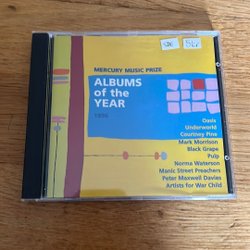 MERCURY MUSIC PRIZE
ALBUMS
of the
YEAR
1996
Oasis
Underworld
Courtney Pine
Mark Morrison
Black Grape
Pulp
Norma Waterson
Manic Street Preachers
Peter Maxwell Davies
Artists for War Child